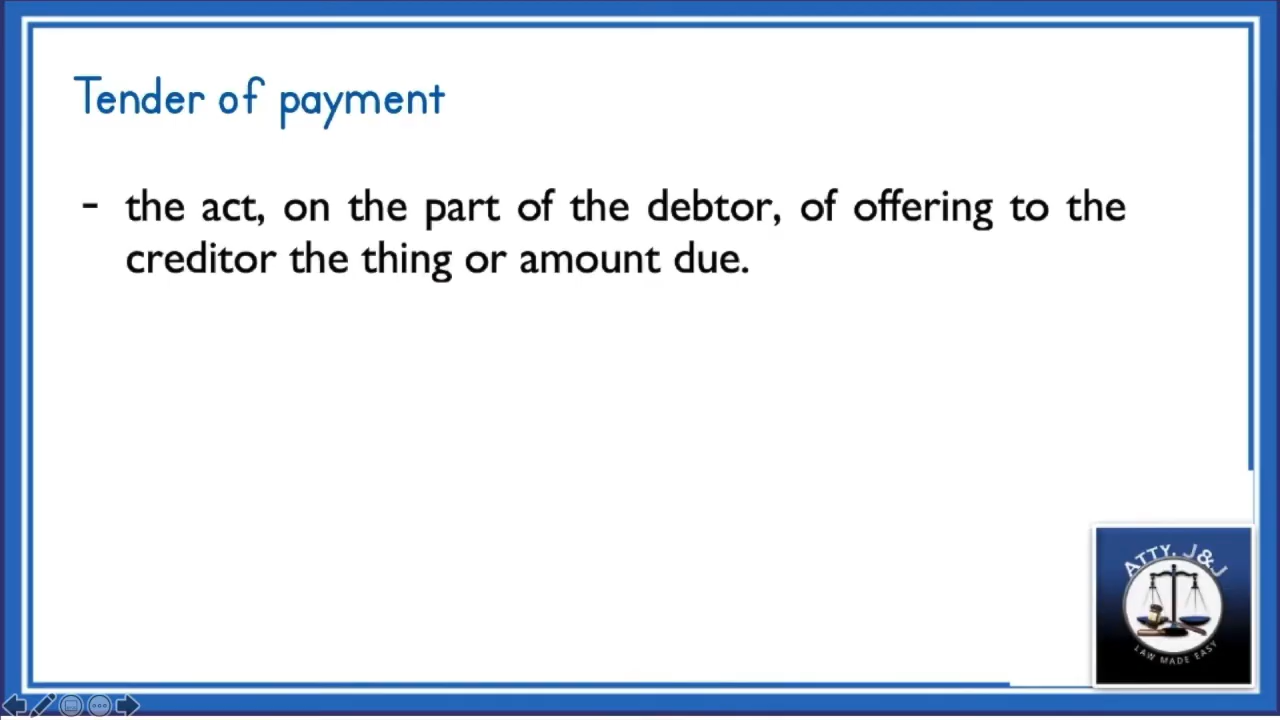 Tender of payment
- the act, on the part of the debtor, of offering to the
creditor the thing or amount due.
ATTY. J&J
LAW MADE EASY